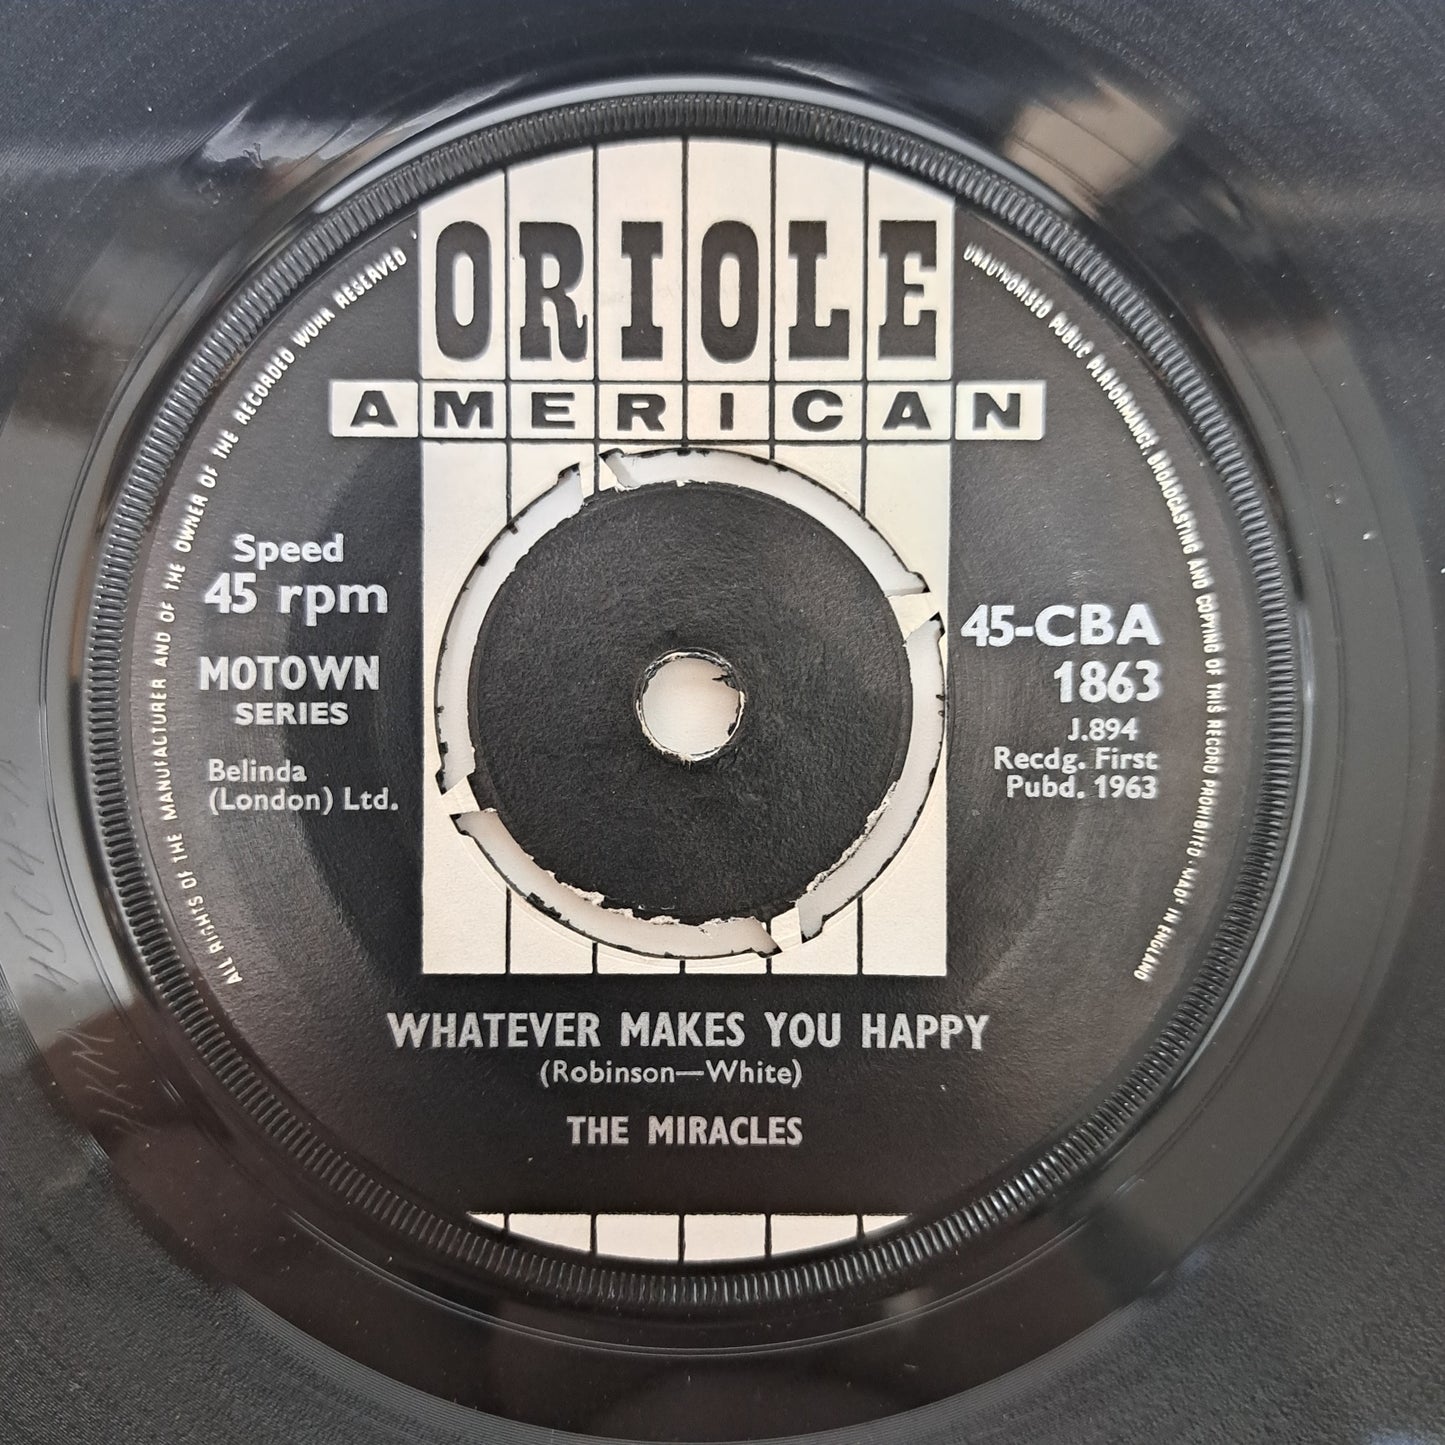 ORIOLE
AMERICAN
ALL RIGHTS OF THE MANUFACTURER AND OF THE OWNER OF THE RECORDED WORK RESERVED
UNAUTHORISED PUBLIC PERFORMANCE, BROADCASTING AND COPYING OF THIS RECORD PROHIBITED · MADE IN ENGLAND
Speed
45 rpm
MOTOWN
SERIES
Belinda
(London) Ltd.
45-CBA
1863
J.894
Recdg. First
Pubd. 1963
WHATEVER MAKES YOU HAPPY
(Robinson—White)
THE MIRACLES